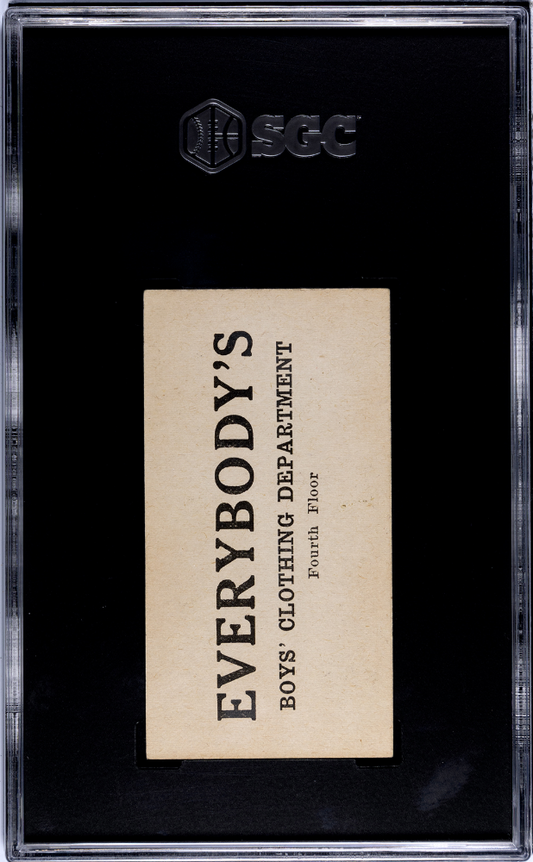 SGC
EVERYBODY'S
BOYS' CLOTHING DEPARTMENT
Fourth Floor